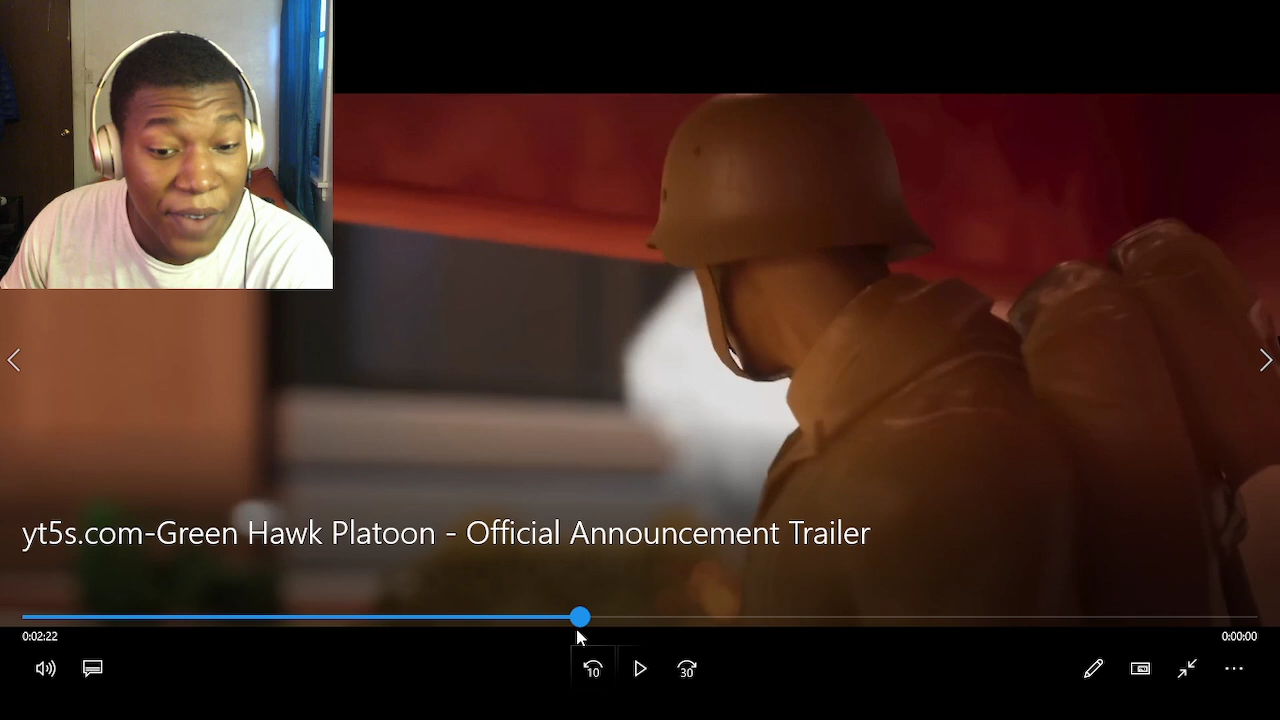 yt5s.com-Green Hawk Platoon - Official Announcement Trailer
0:02:22
0:00:00
10
30